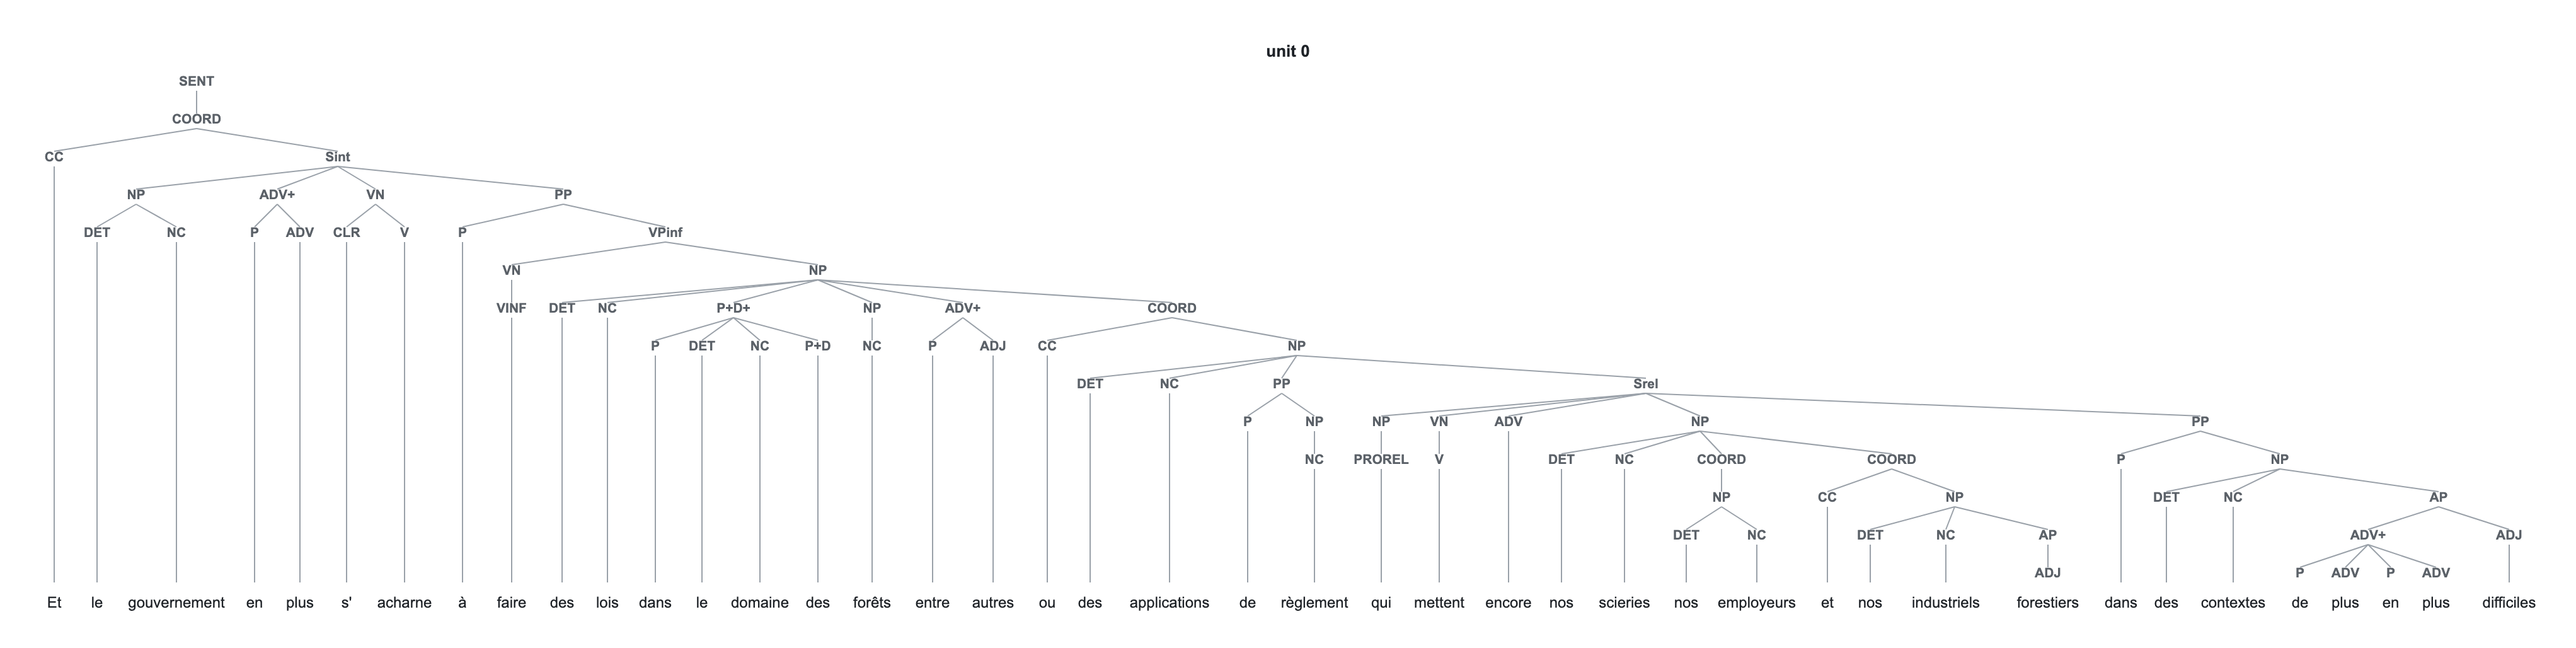 unit 0
SENT
COORD
CC Sint
NP ADV+ VN PP
DET NC P ADV CLR V P VPinf
VN NP
VINF DET NC P+D+ NP ADV+ COORD
P DET NC P+D NC P ADJ CC NP
DET NC PP Srel
P NP NP VN ADV NP PP
NC PROREL V DET NC COORD COORD P NP
NP CC NP DET NC AP
DET NC DET NC AP ADV+ ADJ
ADJ P ADV P ADV
Et le gouvernement en plus s' acharne à faire des lois dans le domaine des forêts entre autres ou des applications de règlement qui mettent encore nos scieries nos employeurs et nos industriels forestiers dans des contextes de plus en plus difficiles